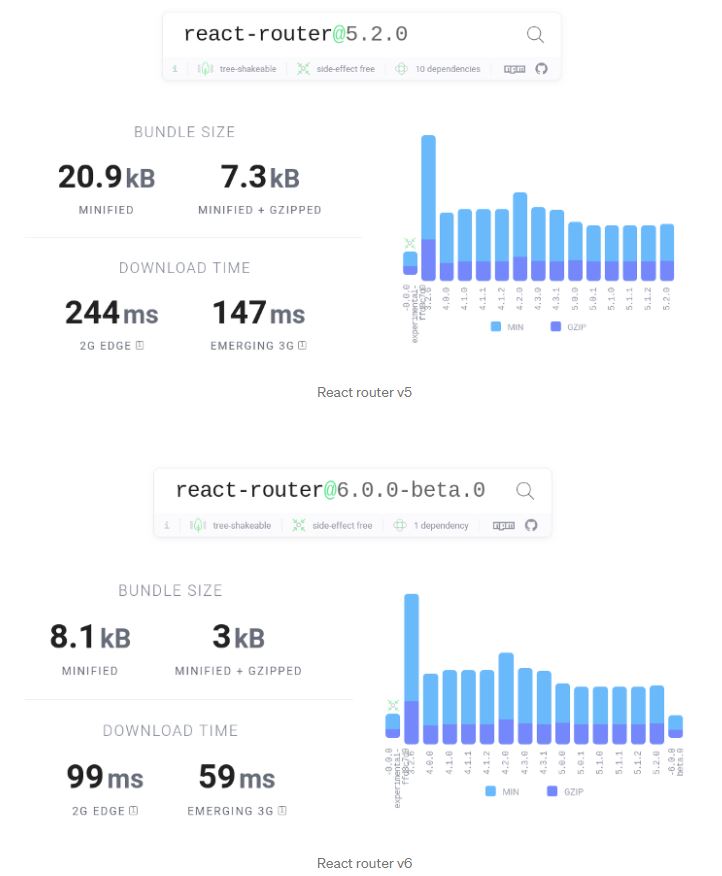 react-router@5.2.0
i tree-shakeable side-effect free 10 dependencies npm
BUNDLE SIZE
20.9 kB 7.3 kB
MINIFIED MINIFIED + GZIPPED
DOWNLOAD TIME
244 ms 147 ms
2G EDGE EMERGING 3G
3.2.0 4.0.0 4.1.0 4.1.1 4.1.2 4.2.0 4.3.0 4.3.1 5.0.0 5.0.1 5.1.0 5.1.1 5.1.2 5.2.0
-0.0.0
experimental-
MIN GZIP
React router v5
react-router@6.0.0-beta.0
i tree-shakeable side-effect free 1 dependency npm
BUNDLE SIZE
8.1 kB 3 kB
MINIFIED MINIFIED + GZIPPED
DOWNLOAD TIME
99 ms 59 ms
2G EDGE EMERGING 3G
4.0.0 4.1.1 4.1.2 4.2.0 4.3.0 4.3.1 5.0.0 5.0.1 5.1.0 5.1.1 5.1.2 5.2.0
-0.0.0
experimental-
-6.0.0
beta.0
MIN GZIP
React router v6